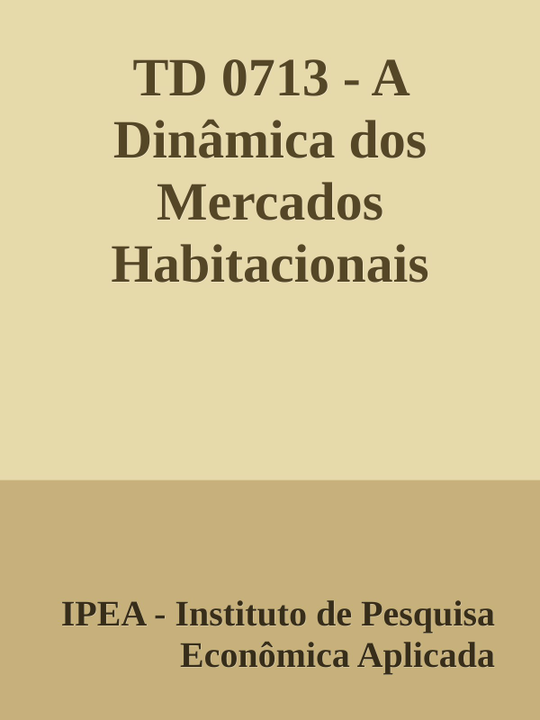 TD 0713 - A
Dinâmica dos
Mercados
Habitacionais
IPEA - Instituto de Pesquisa
Econômica Aplicada